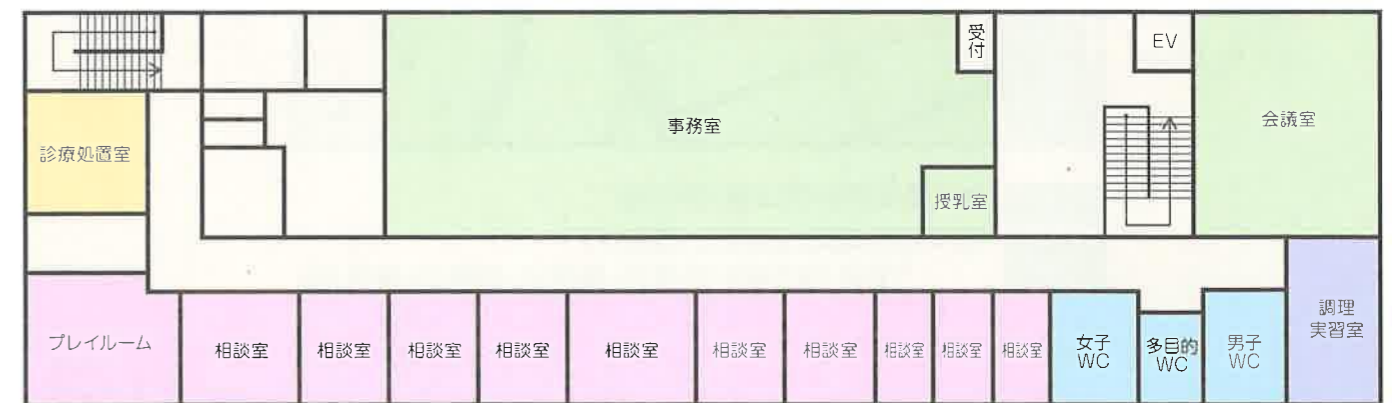 受付
EV
事務室
会議室
診療処置室
授乳室
プレイルーム
相談室
相談室
相談室
相談室
相談室
相談室
相談室
相談室
相談室
相談室
女子
WC
多目的
WC
男子
WC
調理
実習室